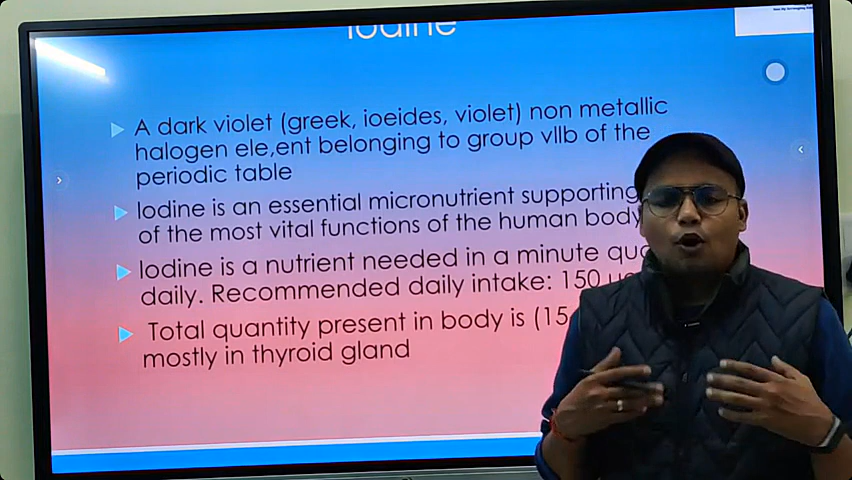 Iodine
A dark violet (greek, ioeides, violet) non metallic
halogen ele,ent belonging to group vllb of the
periodic table
Iodine is an essential micronutrient supporting
of the most vital functions of the human body
Iodine is a nutrient needed in a minute
daily. Recommended daily intake: 150
Total quantity present in body is (15
mostly in thyroid gland